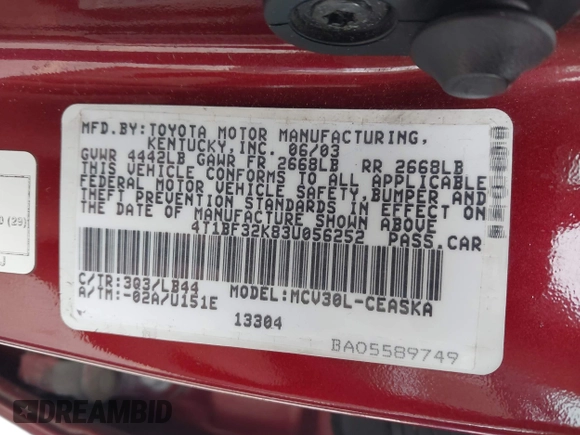 MFD.BY:TOYOTA MOTOR MANUFACTURING,
KENTUCKY,INC. 06/03
GVWR 4442LB GAWR FR 2668LB RR 2668LB
THIS VEHICLE CONFORMS TO ALL APPLICABLE
FEDERAL MOTOR VEHICLE SAFETY,BUMPER,AND
THEFT PREVENTION STANDARDS IN EFFECT ON
THE DATE OF MANUFACTURE SHOWN ABOVE
4T1BF32K83U056252 PASS.CAR
C/TR:3Q3/LB44 MODEL:MCV30L-CEASKA
A/TM:-02A/U151E
13304
BA05589749
(29)
DREAMBID